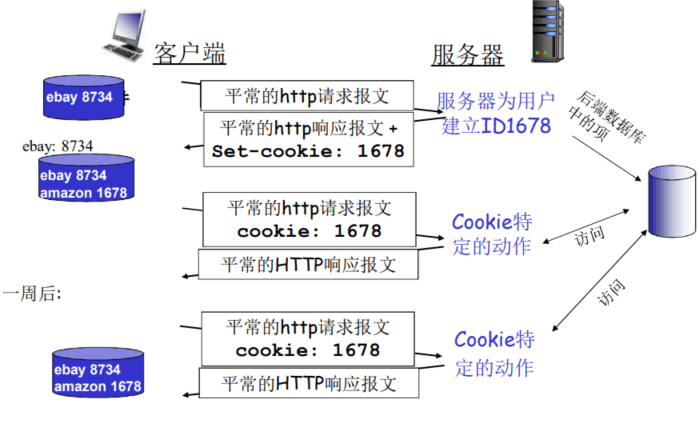 客户端
服务器
ebay 8734
平常的http请求报文
服务器为用户
建立ID1678
后端数据库
中的项
平常的http响应报文 +
Set-cookie: 1678
ebay: 8734
ebay 8734
amazon 1678
平常的http请求报文
cookie: 1678
Cookie特
定的动作
访问
平常的HTTP响应报文
一周后:
访问
平常的http请求报文
cookie: 1678
Cookie特
定的动作
ebay 8734
amazon 1678
平常的HTTP响应报文